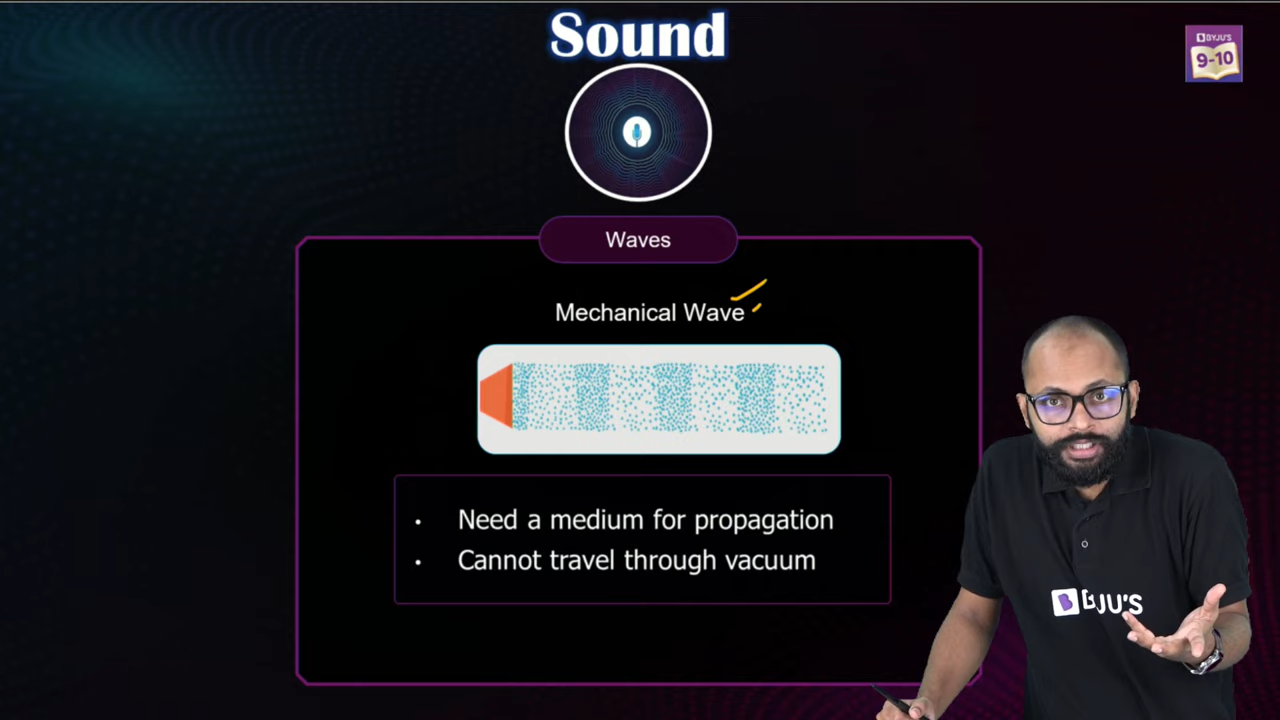 Sound
BYJU'S
9-10
Waves
Mechanical Wave
• Need a medium for propagation
• Cannot travel through vacuum
BYJU'S